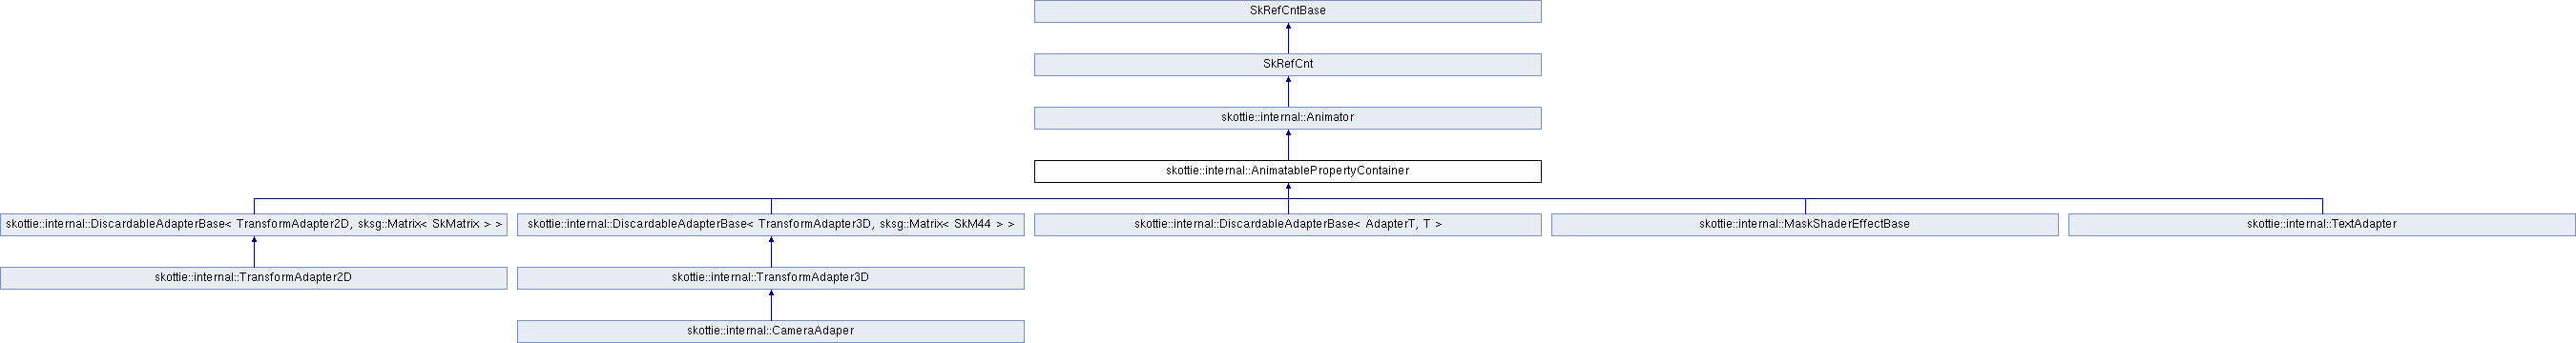 SkRefCntBase
SkRefCnt
skottie::internal::Animator
skottie::internal::AnimatablePropertyContainer
skottie::internal::DiscardableAdapterBase< TransformAdapter2D, sksg::Matrix< SkMatrix > >
skottie::internal::DiscardableAdapterBase< TransformAdapter3D, sksg::Matrix< SkM44 > >
skottie::internal::DiscardableAdapterBase< AdapterT, T >
skottie::internal::MaskShaderEffectBase
skottie::internal::TextAdapter
skottie::internal::TransformAdapter2D
skottie::internal::TransformAdapter3D
skottie::internal::CameraAdaper